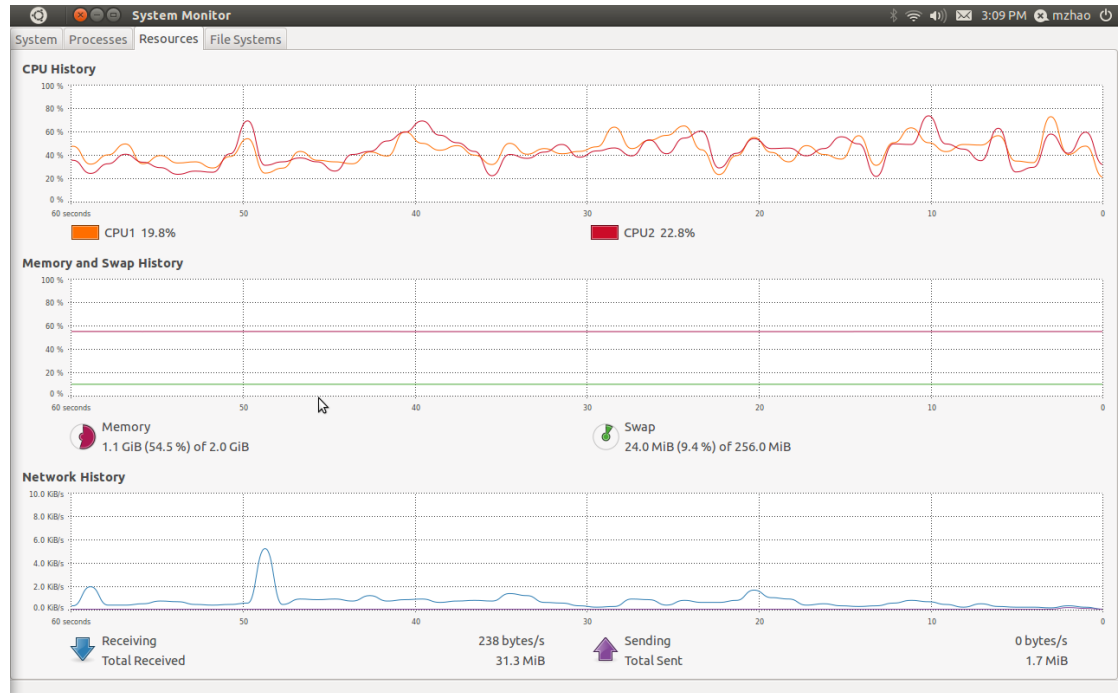 System Monitor 3:09 PM mzhao
System Processes Resources File Systems
CPU History
100 %
80 %
60 %
40 %
20 %
0 %
60 seconds 50 40 30 20 10 0
CPU1 19.8% CPU2 22.8%
Memory and Swap History
100 %
80 %
60 %
40 %
20 %
0 %
60 seconds 50 40 30 20 10 0
Memory Swap
1.1 GiB (54.5 %) of 2.0 GiB 24.0 MiB (9.4 %) of 256.0 MiB
Network History
10.0 KiB/s
8.0 KiB/s
6.0 KiB/s
4.0 KiB/s
2.0 KiB/s
0.0 KiB/s
60 seconds 50 40 30 20 10 0
Receiving 238 bytes/s Sending 0 bytes/s
Total Received 31.3 MiB Total Sent 1.7 MiB